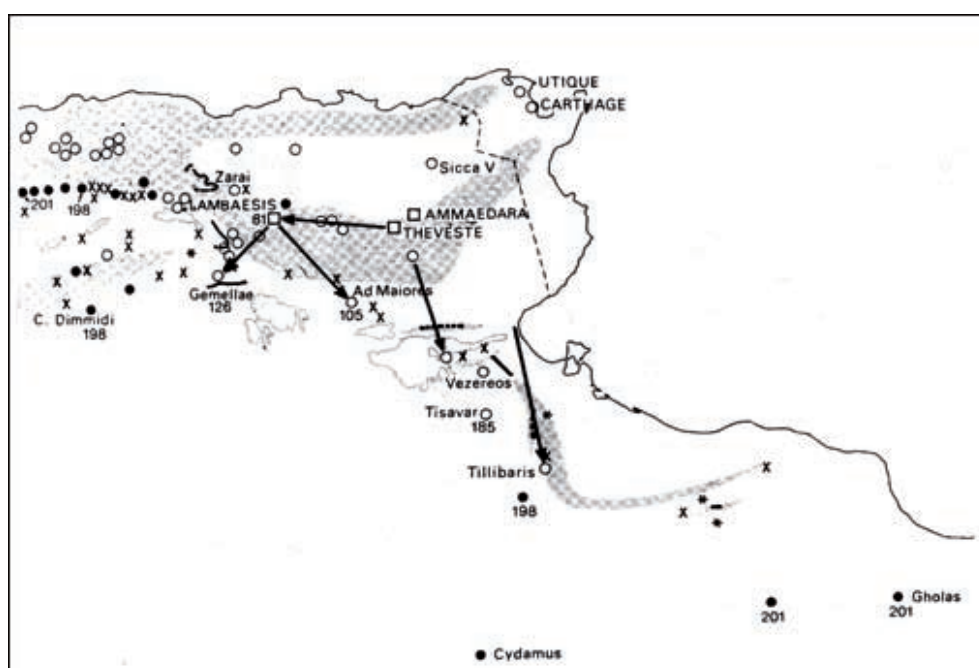 UTIQUE
CARTHAGE
Sicca V
Zarai
201
198
LAMBAESIS
81
AMMAEDARA
THEVESTE
Gemellae
126
Ad Maiores
105
C. Dimmidi
198
Vezereos
Tisavar
185
Tillibaris
198
Gholas
201
201
Cydamus